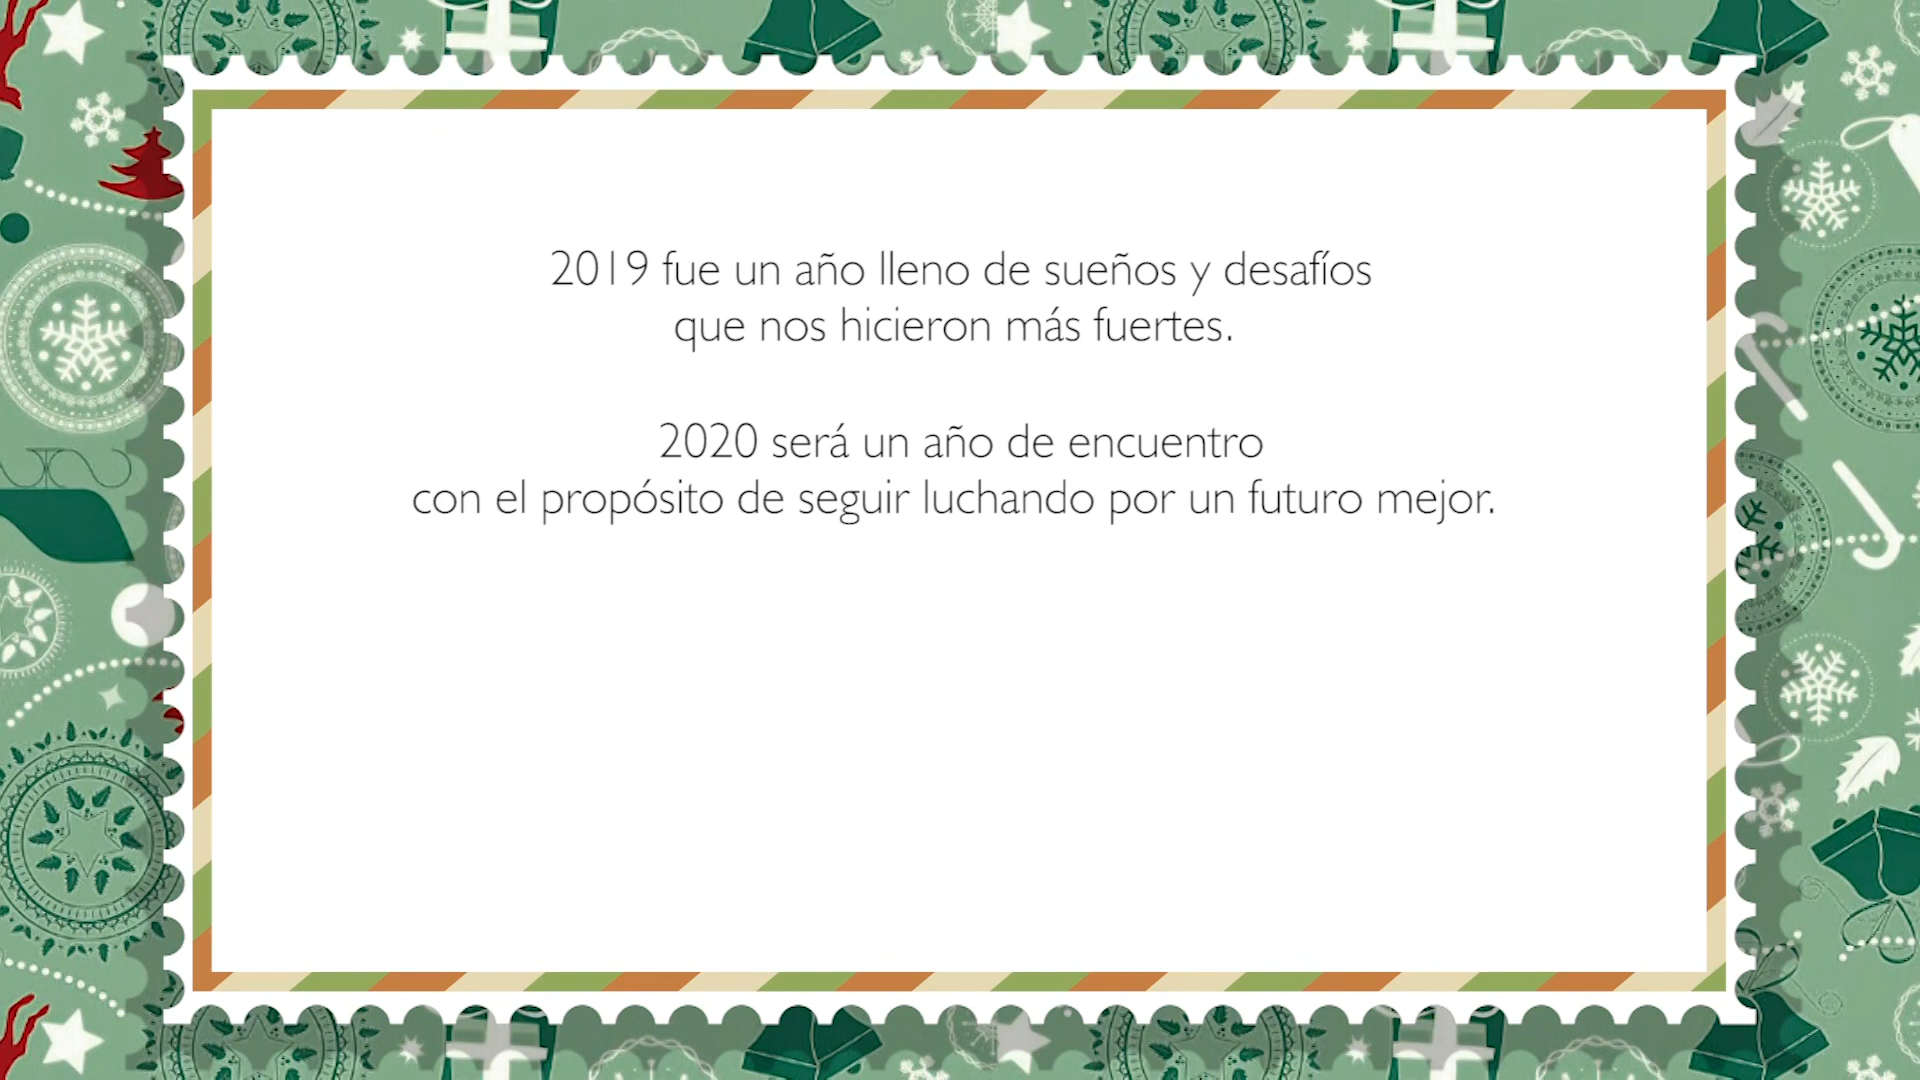 2019 fue un año lleno de sueños y desafíos
que nos hicieron más fuertes.
2020 será un año de encuentro
con el propósito de seguir luchando por un futuro mejor.